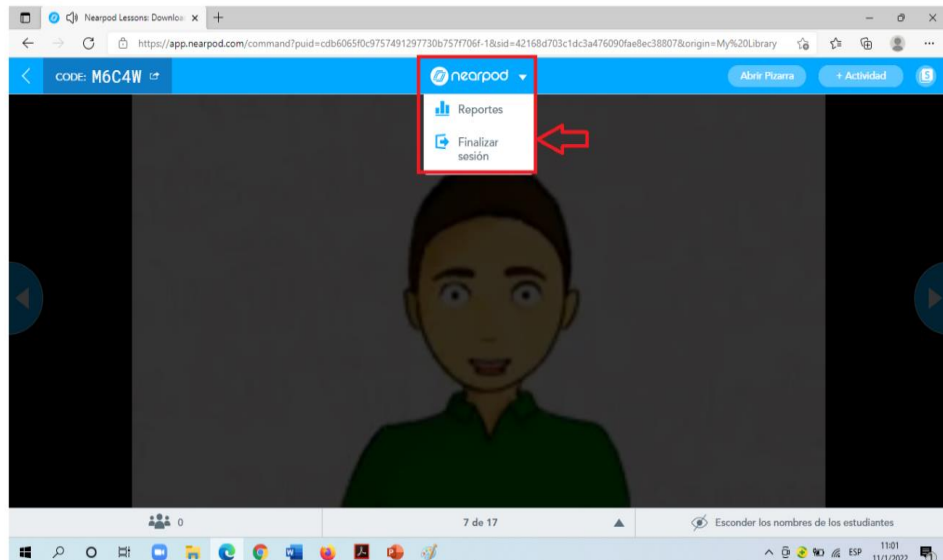 Nearpod Lessons: Downloa
https://app.nearpod.com/command?puid=cdb6065f0c9757491297730b757f706f-1&sid=42168d703c1dc3a476090fae8ec38807&origin=My%20Library
CODE: M6C4W
nearpod
Abrir Pizarra
+ Actividad
S
Reportes
Finalizar
sesión
0
7 de 17
Esconder los nombres de los estudiantes
ESP
11:01
11/1/2022